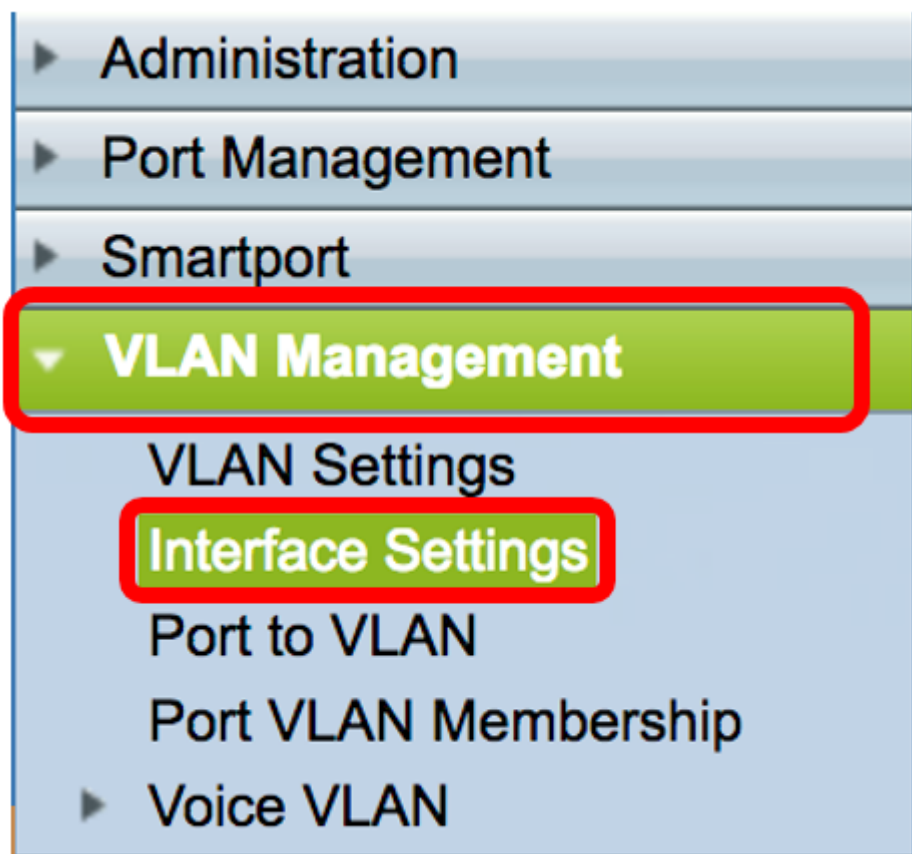 Administration
Port Management
Smartport
VLAN Management
VLAN Settings
Interface Settings
Port to VLAN
Port VLAN Membership
Voice VLAN